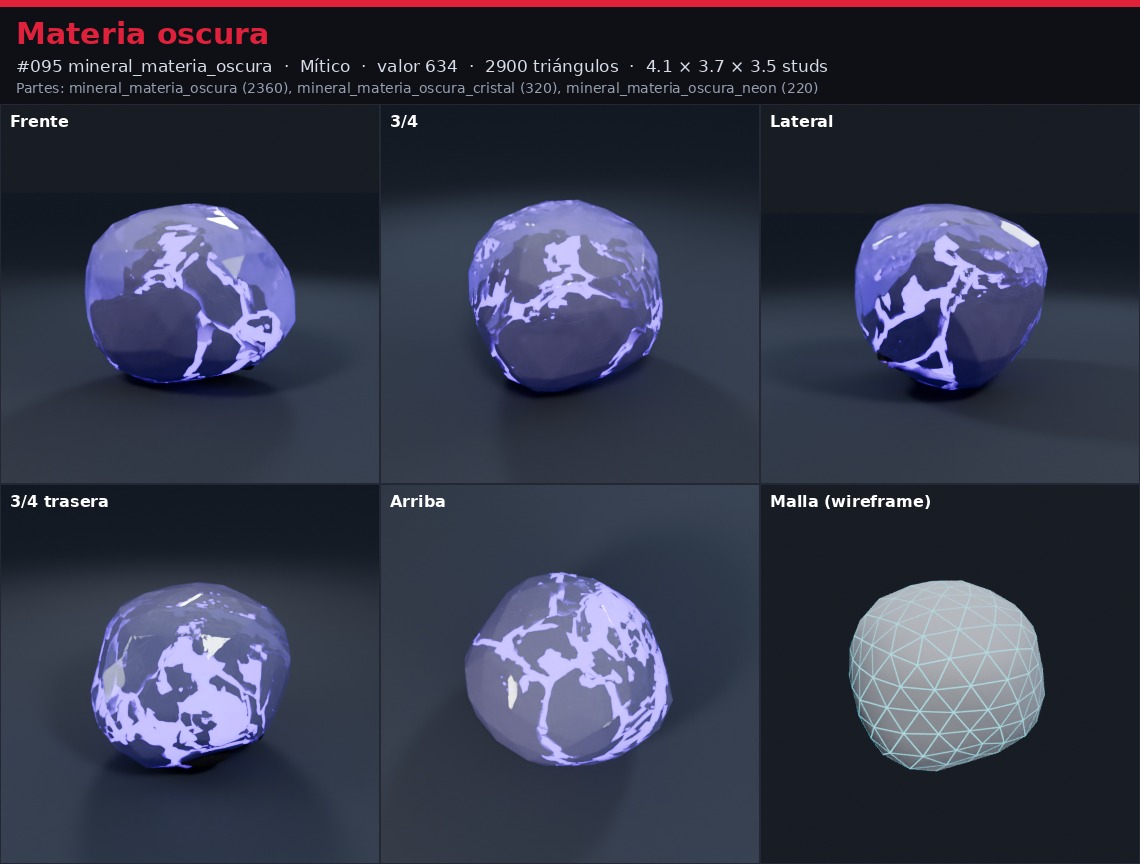 Materia oscura
#095 mineral_materia_oscura · Mítico · valor 634 · 2900 triángulos · 4.1 × 3.7 × 3.5 studs
Partes: mineral_materia_oscura (2360), mineral_materia_oscura_cristal (320), mineral_materia_oscura_neon (220)
Frente
3/4
Lateral
3/4 trasera
Arriba
Malla (wireframe)